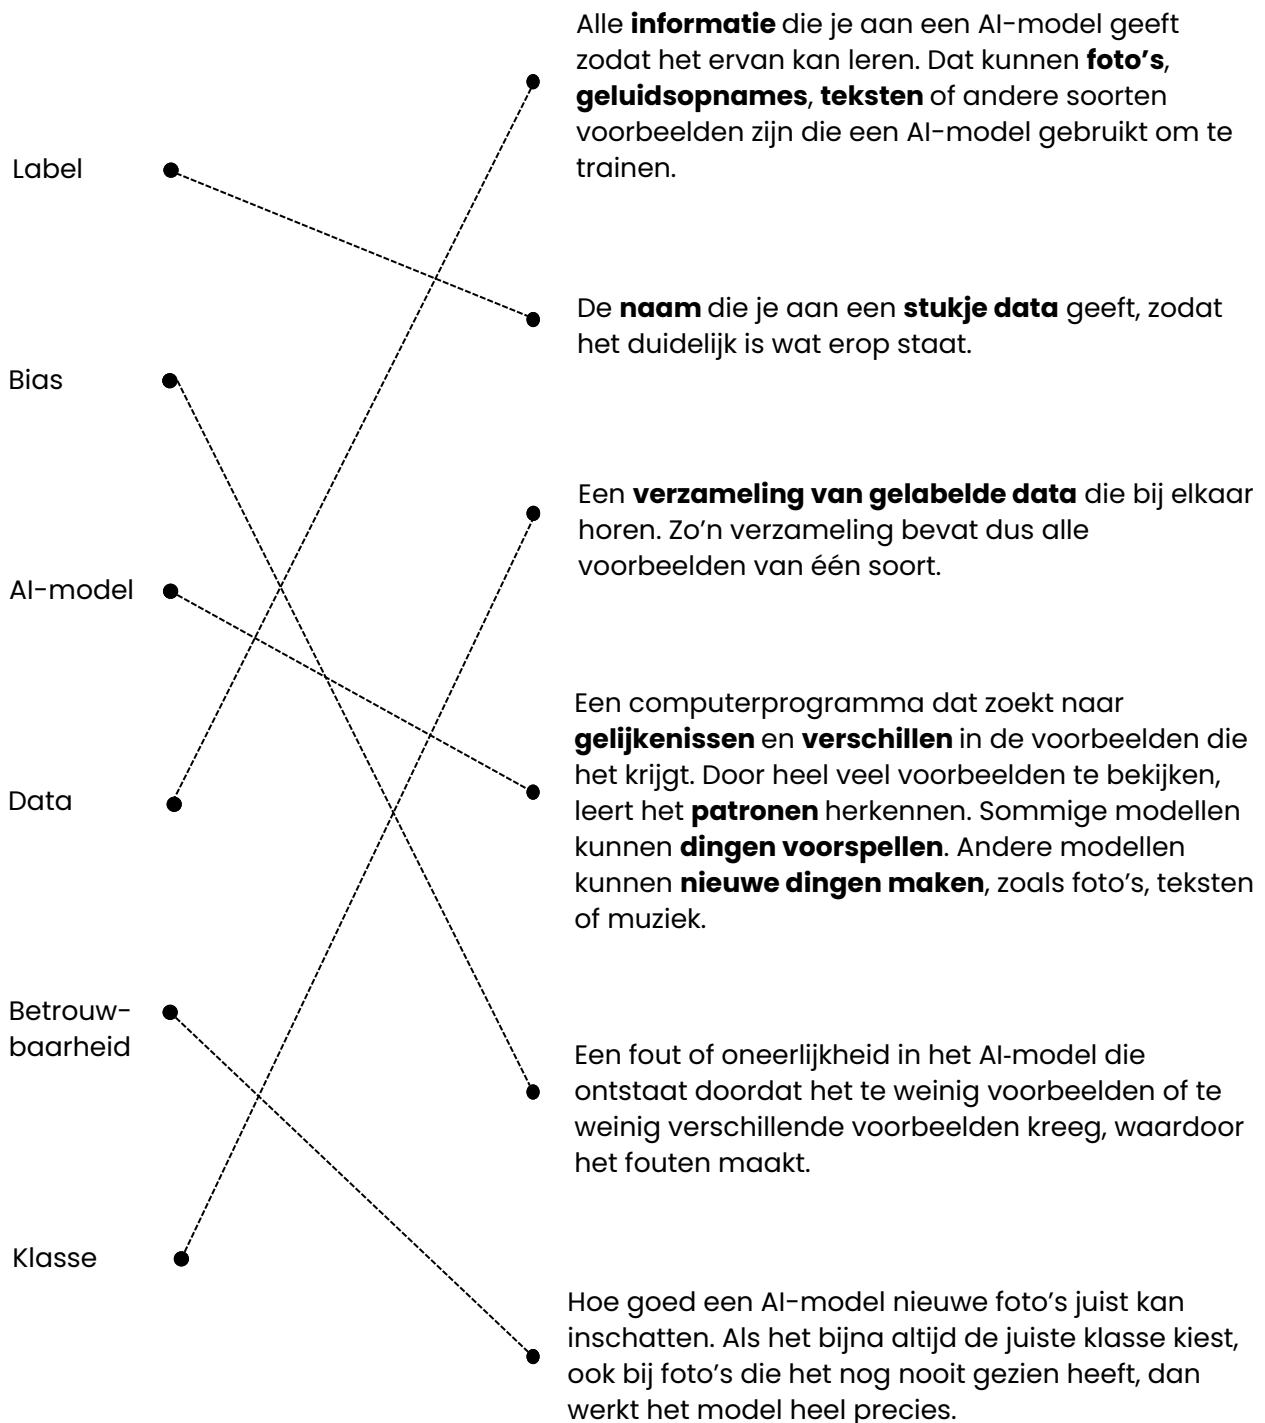 Alle informatie die je aan een AI-model geeft
zodat het ervan kan leren. Dat kunnen foto's,
geluidsopnames, teksten of andere soorten
voorbeelden zijn die een AI-model gebruikt om te
trainen.
Label
De naam die je aan een stukje data geeft, zodat
het duidelijk is wat erop staat.
Bias
Een verzameling van gelabelde data die bij elkaar
horen. Zo'n verzameling bevat dus alle
voorbeelden van één soort.
AI-model
Een computerprogramma dat zoekt naar
gelijkenissen en verschillen in de voorbeelden die
het krijgt. Door heel veel voorbeelden te bekijken,
leert het patronen herkennen. Sommige modellen
kunnen dingen voorspellen. Andere modellen
kunnen nieuwe dingen maken, zoals foto's, teksten
of muziek.
Data
Betrouw-
baarheid
Een fout of oneerlijkheid in het AI-model die
ontstaat doordat het te weinig voorbeelden of te
weinig verschillende voorbeelden kreeg, waardoor
het fouten maakt.
Klasse
Hoe goed een AI-model nieuwe foto's juist kan
inschatten. Als het bijna altijd de juiste klasse kiest,
ook bij foto's die het nog nooit gezien heeft, dan
werkt het model heel precies.